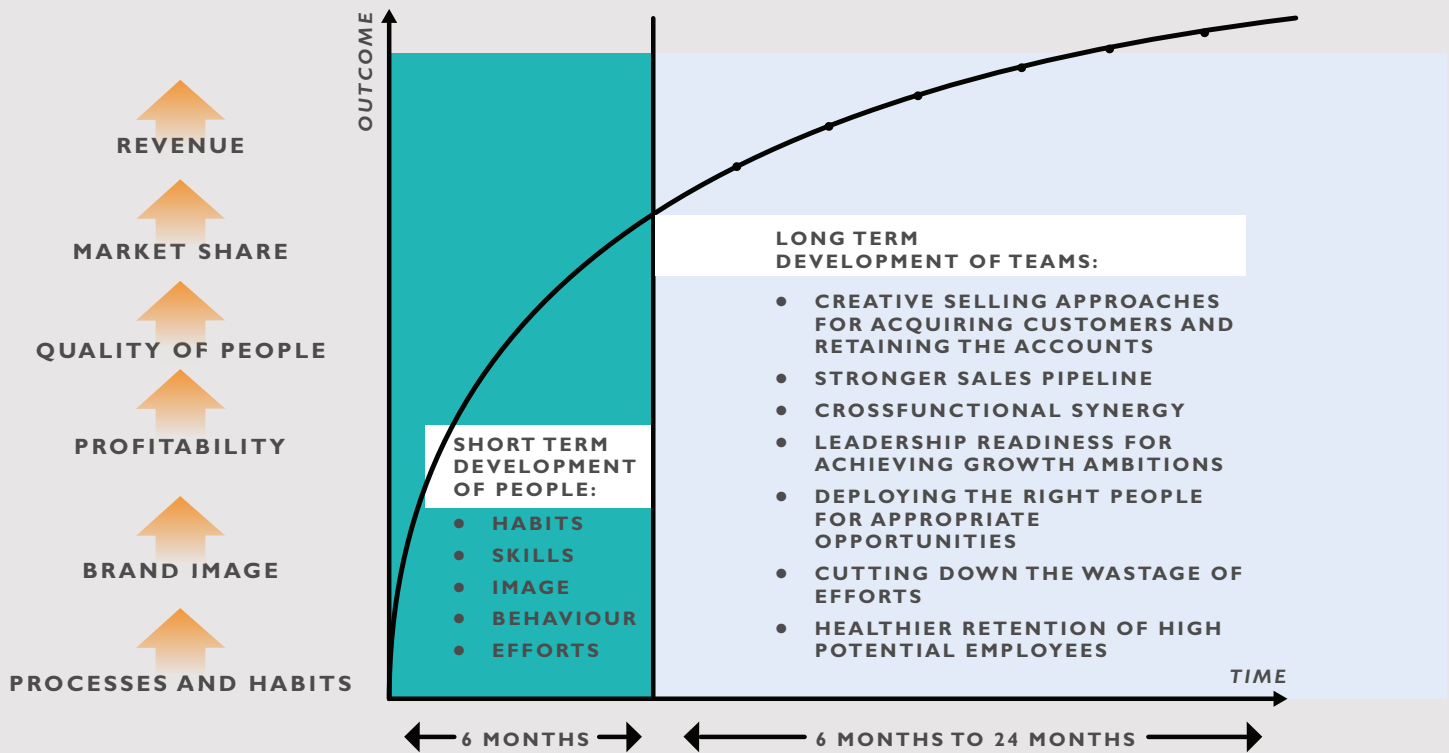 OUTCOME
REVENUE
MARKET SHARE
QUALITY OF PEOPLE
PROFITABILITY
BRAND IMAGE
PROCESSES AND HABITS
SHORT TERM
DEVELOPMENT
OF PEOPLE:
• HABITS
• SKILLS
• IMAGE
• BEHAVIOUR
• EFFORTS
LONG TERM
DEVELOPMENT OF TEAMS:
• CREATIVE SELLING APPROACHES
FOR ACQUIRING CUSTOMERS AND
RETAINING THE ACCOUNTS
• STRONGER SALES PIPELINE
• CROSSFUNCTIONAL SYNERGY
• LEADERSHIP READINESS FOR
ACHIEVING GROWTH AMBITIONS
• DEPLOYING THE RIGHT PEOPLE
FOR APPROPRIATE
OPPORTUNITIES
• CUTTING DOWN THE WASTAGE OF
EFFORTS
• HEALTHIER RETENTION OF HIGH
POTENTIAL EMPLOYEES
TIME
6 MONTHS
6 MONTHS TO 24 MONTHS